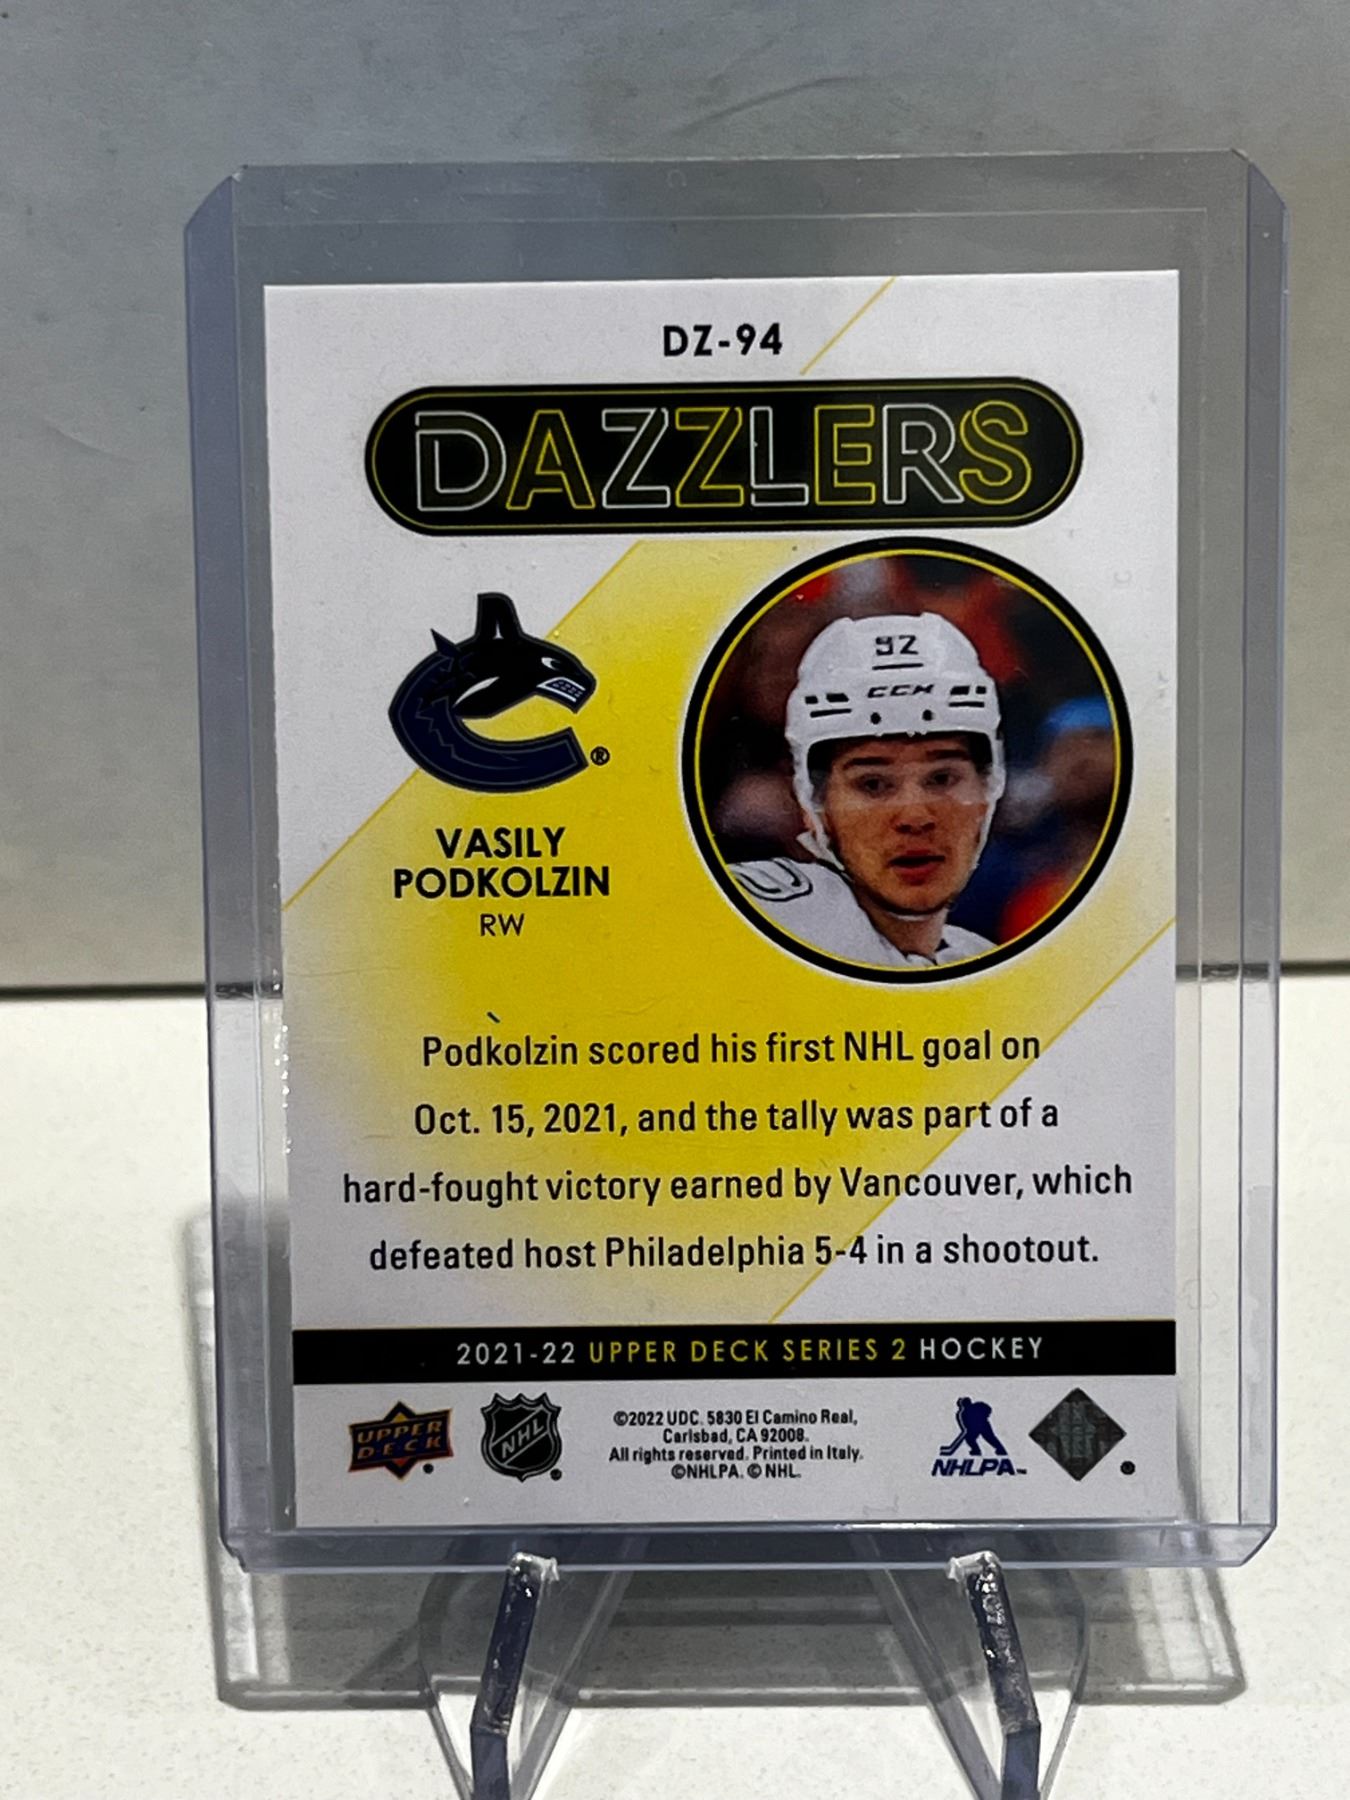 DZ-94
DAZZLERS
92
CCM
®
VASILY
PODKOLZIN
RW
Podkolzin scored his first NHL goal on
Oct. 15, 2021, and the tally was part of a
hard-fought victory earned by Vancouver, which
defeated host Philadelphia 5-4 in a shootout.
2021-22 UPPER DECK SERIES 2 HOCKEY
UPPER
DECK
NHL
©2022 UDC. 5830 El Camino Real,
Carlsbad, CA 92008.
All rights reserved. Printed in Italy.
©NHLPA. © NHL.
NHLPA™